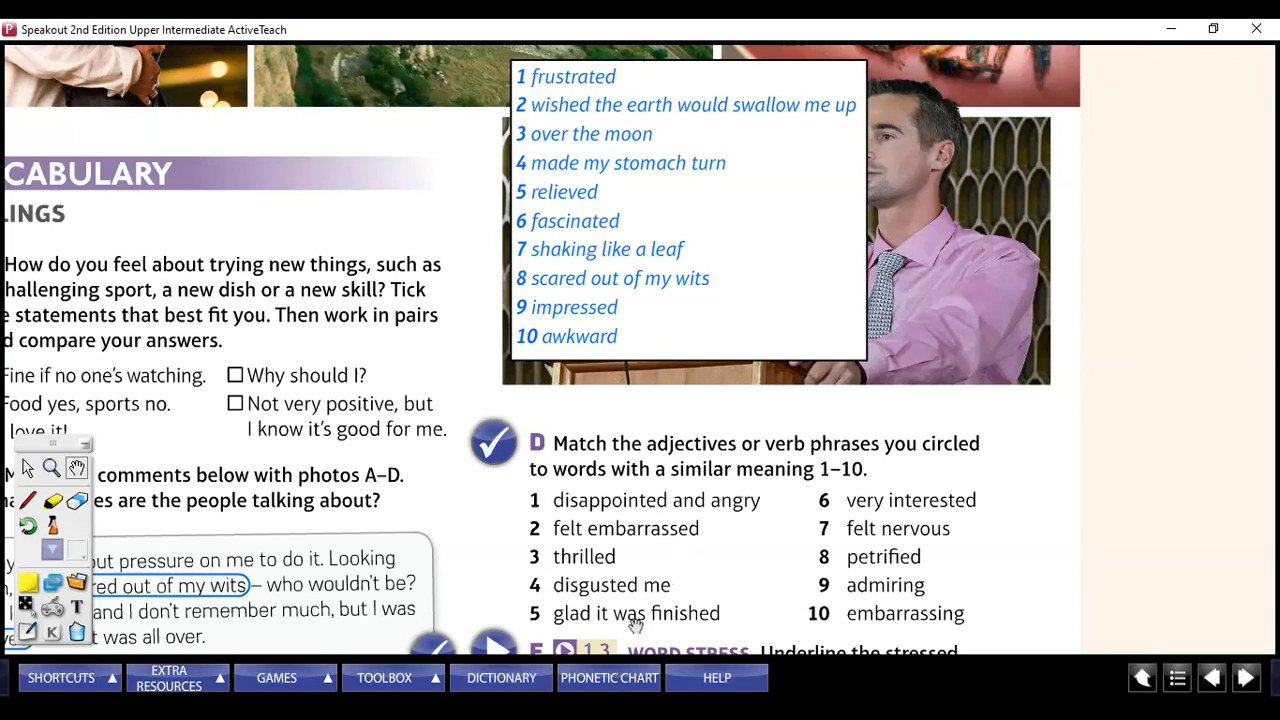 Speakout 2nd Edition Upper Intermediate ActiveTeach
1 frustrated
2 wished the earth would swallow me up
3 over the moon
4 made my stomach turn
5 relieved
6 fascinated
7 shaking like a leaf
8 scared out of my wits
9 impressed
10 awkward
CABULARY
LINGS
How do you feel about trying new things, such as
hallenging sport, a new dish or a new skill? Tick
e statements that best fit you. Then work in pairs
d compare your answers.
Fine if no one's watching.
Why should I?
Food yes, sports no.
Not very positive, but
I know it's good for me.
love it!
comments below with photos A–D.
es are the people talking about?
put pressure on me to do it. Looking
red out of my wits – who wouldn't be?
and I don't remember much, but I was
t was all over.
D Match the adjectives or verb phrases you circled
to words with a similar meaning 1–10.
1 disappointed and angry
2 felt embarrassed
3 thrilled
4 disgusted me
5 glad it was finished
6 very interested
7 felt nervous
8 petrified
9 admiring
10 embarrassing
E 1.3 WORD STRESS Underline the stressed
T
K
SHORTCUTS
EXTRA
RESOURCES
GAMES
TOOLBOX
DICTIONARY
PHONETIC CHART
HELP